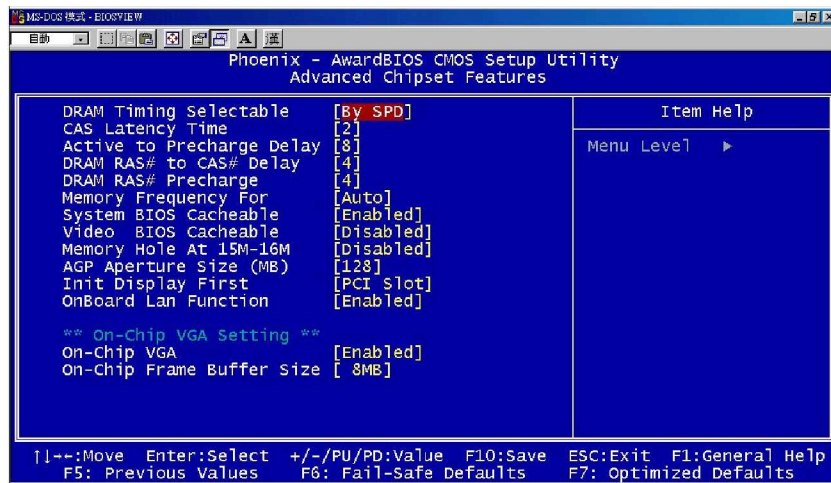 MS-DOS 模式 - BIOSVIEW
自動
A 漢
Phoenix - AwardBIOS CMOS Setup Utility
Advanced Chipset Features
DRAM Timing Selectable [By SPD]
CAS Latency Time [2]
Active to Precharge Delay [8]
DRAM RAS# to CAS# Delay [4]
DRAM RAS# Precharge [4]
Memory Frequency For [Auto]
System BIOS Cacheable [Enabled]
Video BIOS Cacheable [Disabled]
Memory Hole At 15M-16M [Disabled]
AGP Aperture Size (MB) [128]
Init Display First [PCI Slot]
OnBoard Lan Function [Enabled]
** On-Chip VGA Setting **
On-Chip VGA [Enabled]
On-Chip Frame Buffer Size [ 8MB]
Item Help
Menu Level ▶
↑↓→←:Move Enter:Select +/-/PU/PD:Value F10:Save ESC:Exit F1:General Help
F5: Previous Values F6: Fail-Safe Defaults F7: Optimized Defaults